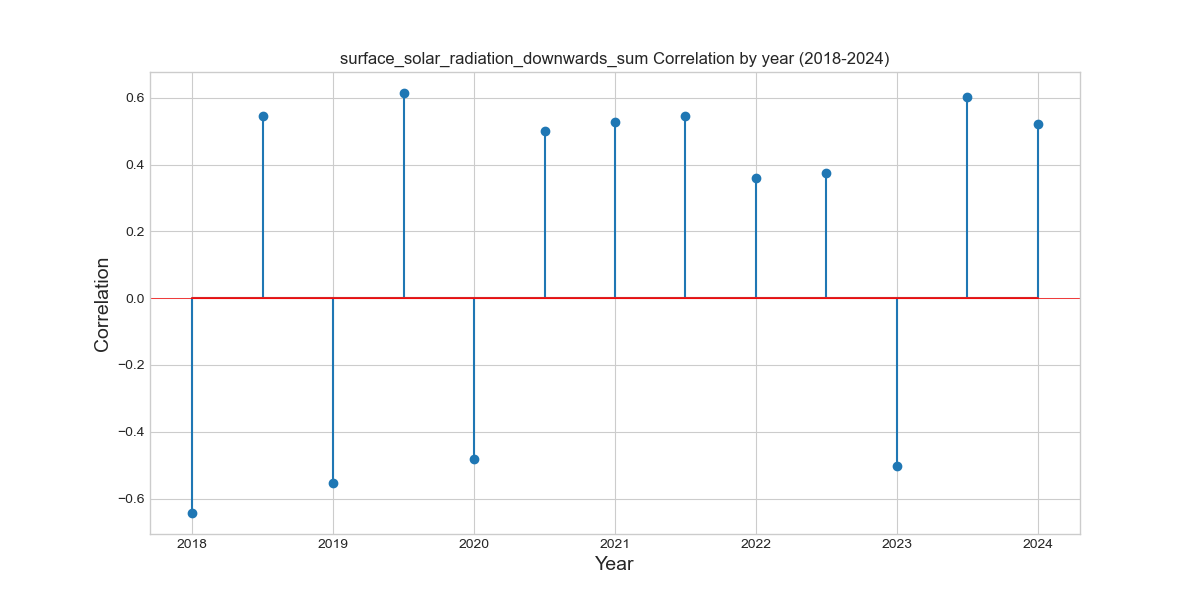 surface_solar_radiation_downwards_sum Correlation by year (2018-2024)
Correlation
0.6
0.4
0.2
0.0
−0.2
−0.4
−0.6
2018 2019 2020 2021 2022 2023 2024
Year